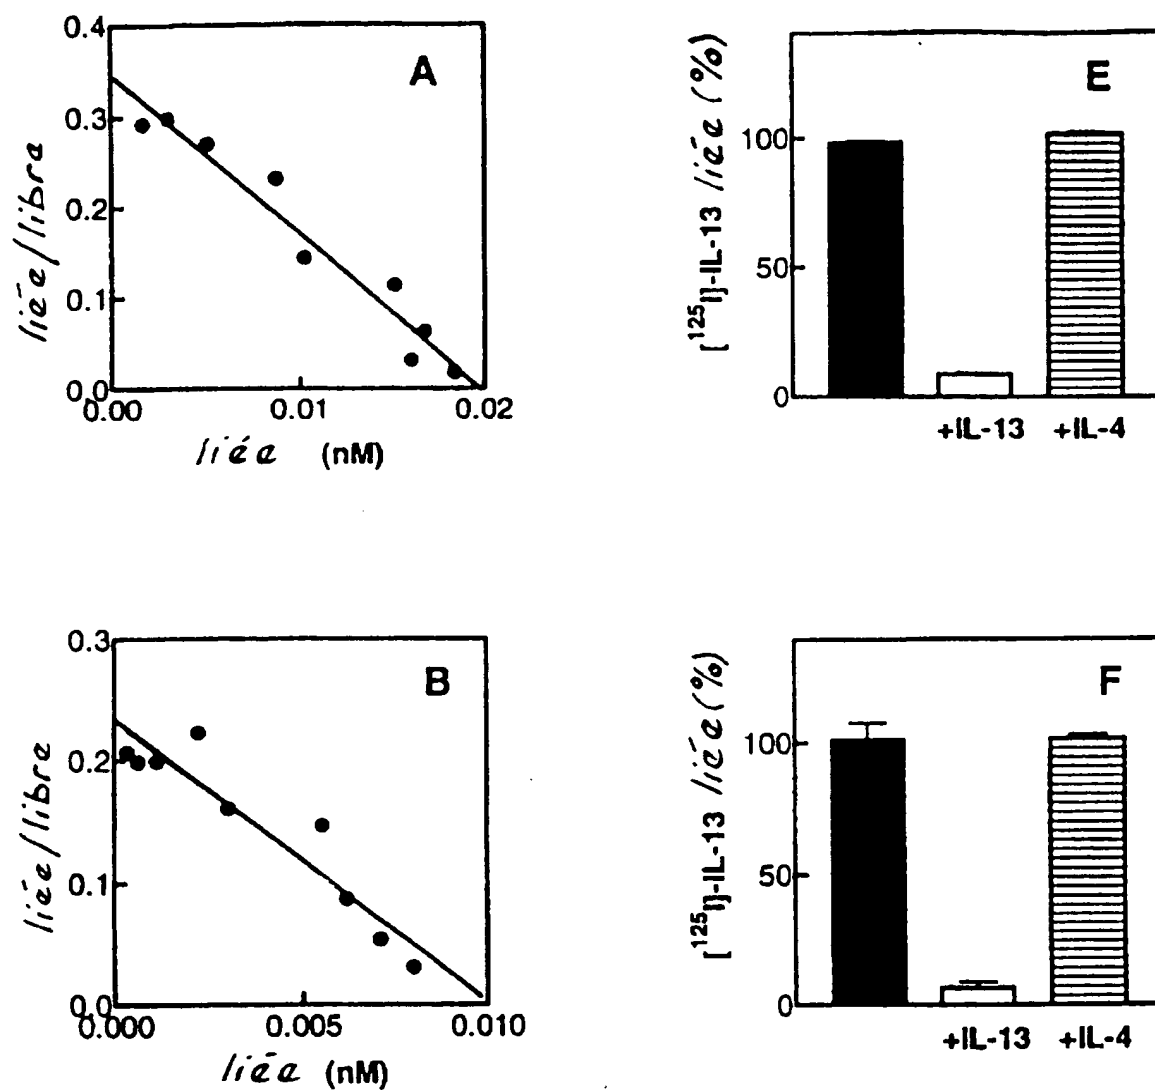 0.4
A
0.3
0.2
0.1
0.0
liée/libre
0.00 0.01 0.02
liée (nM)
E
100
50
0
[125I]-IL-13 liée (%)
+IL-13 +IL-4
0.3
B
0.2
0.1
0.0
liée/libre
0.000 0.005 0.010
liée (nM)
F
100
50
0
[125I]-IL-13 liée (%)
+IL-13 +IL-4